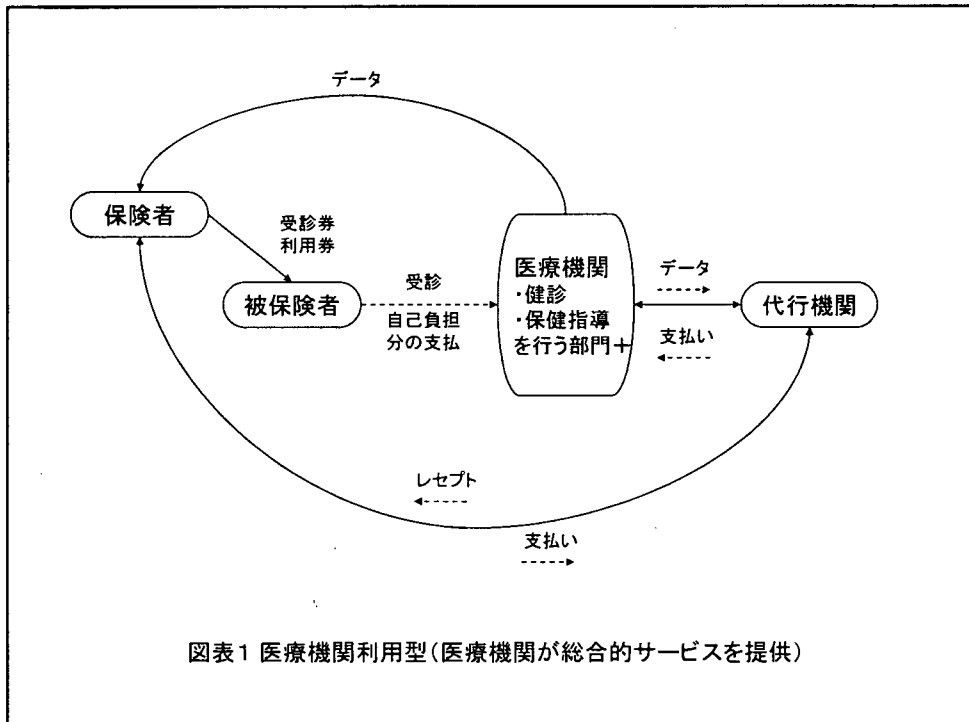 データ
保険者
受診券
利用券
被保険者
受診
自己負担
分の支払
医療機関
・健診
・保健指導
を行う部門+
データ
支払い
代行機関
レセプト
支払い
図表1 医療機関利用型(医療機関が総合的サービスを提供)